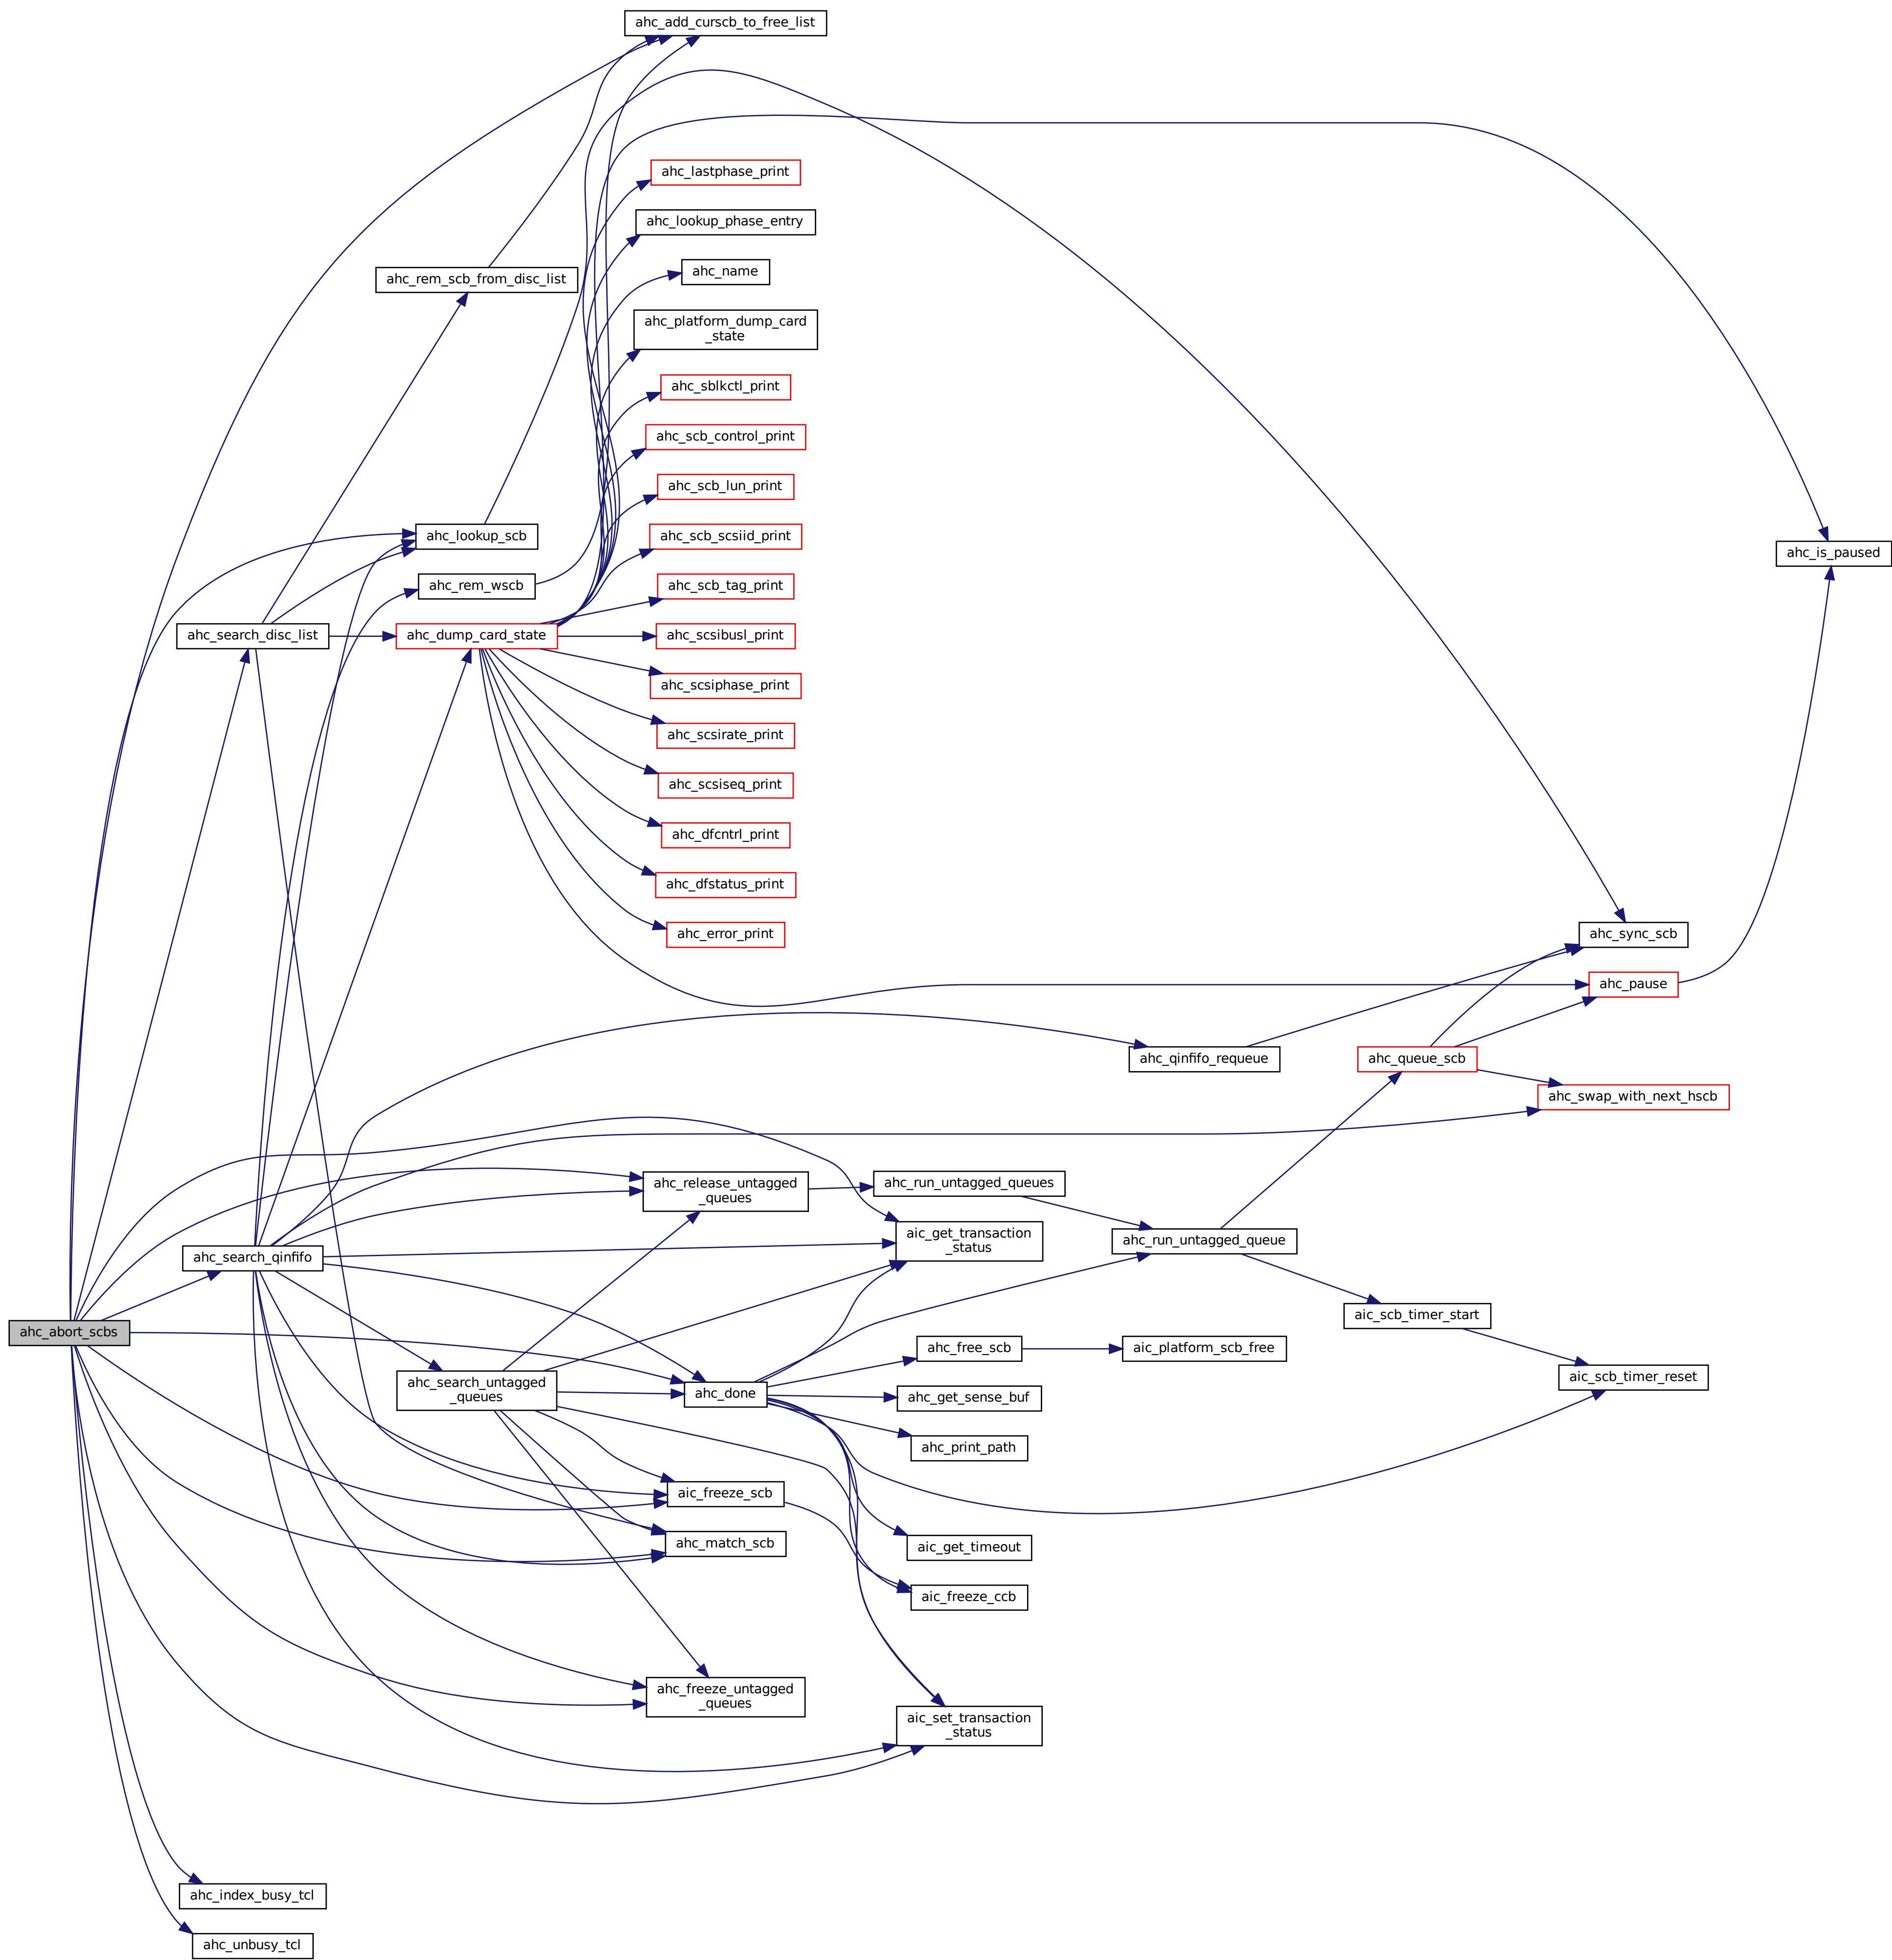 ahc_add_curscb_to_free_list
ahc_lastphase_print
ahc_lookup_phase_entry
ahc_name
ahc_rem_scb_from_disc_list
ahc_platform_dump_card
_state
ahc_sblkctl_print
ahc_scb_control_print
ahc_scb_lun_print
ahc_lookup_scb
ahc_scb_scsiid_print
ahc_is_paused
ahc_rem_wscb
ahc_scb_tag_print
ahc_search_disc_list
ahc_dump_card_state
ahc_scsibusl_print
ahc_scsiphase_print
ahc_scsirate_print
ahc_scsiseq_print
ahc_dfcntrl_print
ahc_dfstatus_print
ahc_error_print
ahc_sync_scb
ahc_pause
ahc_qinfifo_requeue
ahc_queue_scb
ahc_swap_with_next_hscb
ahc_release_untagged
_queues
ahc_run_untagged_queues
aic_get_transaction
_status
ahc_run_untagged_queue
ahc_search_qinfifo
aic_scb_timer_start
ahc_abort_scbs
ahc_free_scb
aic_platform_scb_free
aic_scb_timer_reset
ahc_search_untagged
_queues
ahc_done
ahc_get_sense_buf
ahc_print_path
aic_freeze_scb
ahc_match_scb
aic_get_timeout
aic_freeze_ccb
ahc_freeze_untagged
_queues
aic_set_transaction
_status
ahc_index_busy_tcl
ahc_unbusy_tcl